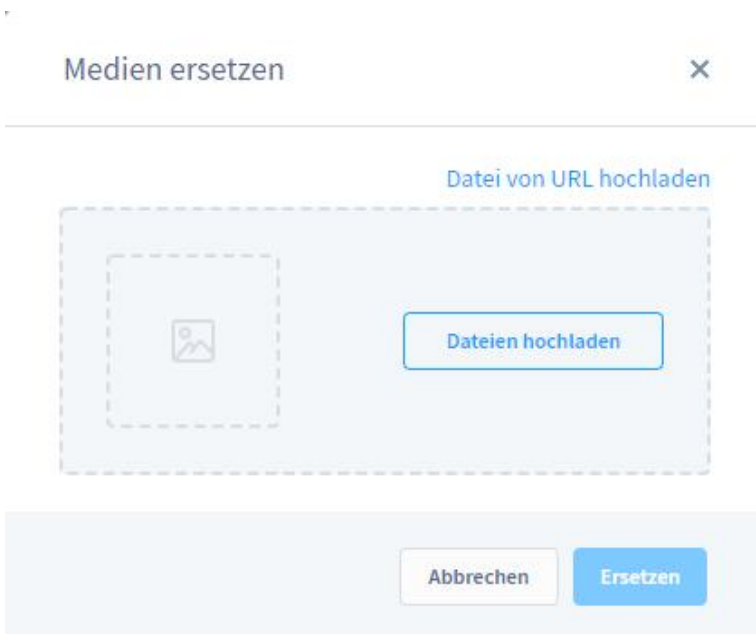 Medien ersetzen
Datei von URL hochladen
Dateien hochladen
Abbrechen
Ersetzen